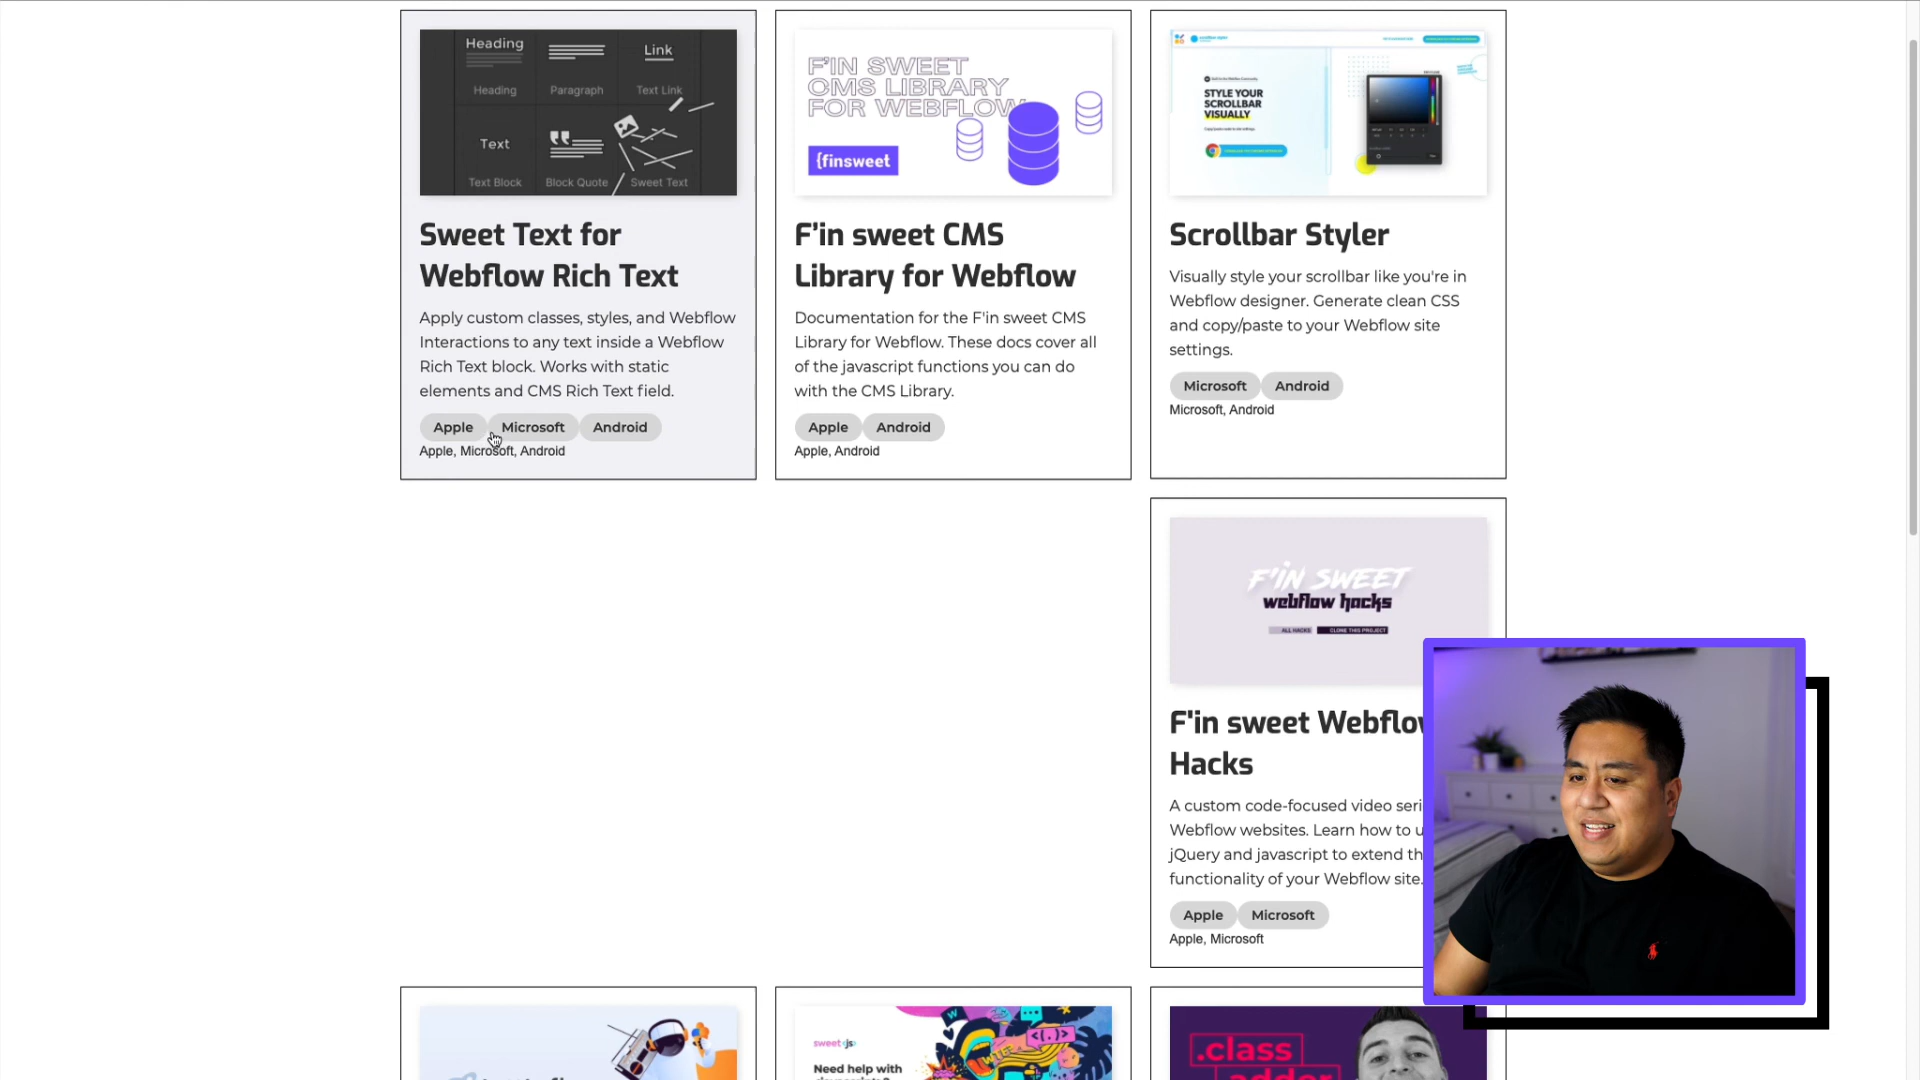 Heading
Link
Heading
Paragraph
Text Link
Text
Text Block
Block Quote
Sweet Text
Sweet Text for
Webflow Rich Text
Apply custom classes, styles, and Webflow
Interactions to any text inside a Webflow
Rich Text block. Works with static
elements and CMS Rich Text field.
Apple
Microsoft
Android
Apple, Microsoft, Android
F'IN SWEET
CMS LIBRARY
FOR WEBFLOW
{finsweet
F'in sweet CMS
Library for Webflow
Documentation for the F'in sweet CMS
Library for Webflow. These docs cover all
of the javascript functions you can do
with the CMS Library.
Apple
Android
Apple, Android
STYLE YOUR
SCROLLBAR
VISUALLY
Scrollbar Styler
Visually style your scrollbar like you're in
Webflow designer. Generate clean CSS
and copy/paste to your Webflow site
settings.
Microsoft
Android
Microsoft, Android
F'IN SWEET
webflow hacks
ALL HACKS
CLONE THIS PROJECT
F'in sweet Webflow
Hacks
A custom code-focused video seri
Webflow websites. Learn how to u
jQuery and javascript to extend th
functionality of your Webflow site.
Apple
Microsoft
Apple, Microsoft
sweet js
Need help with
.class
adder